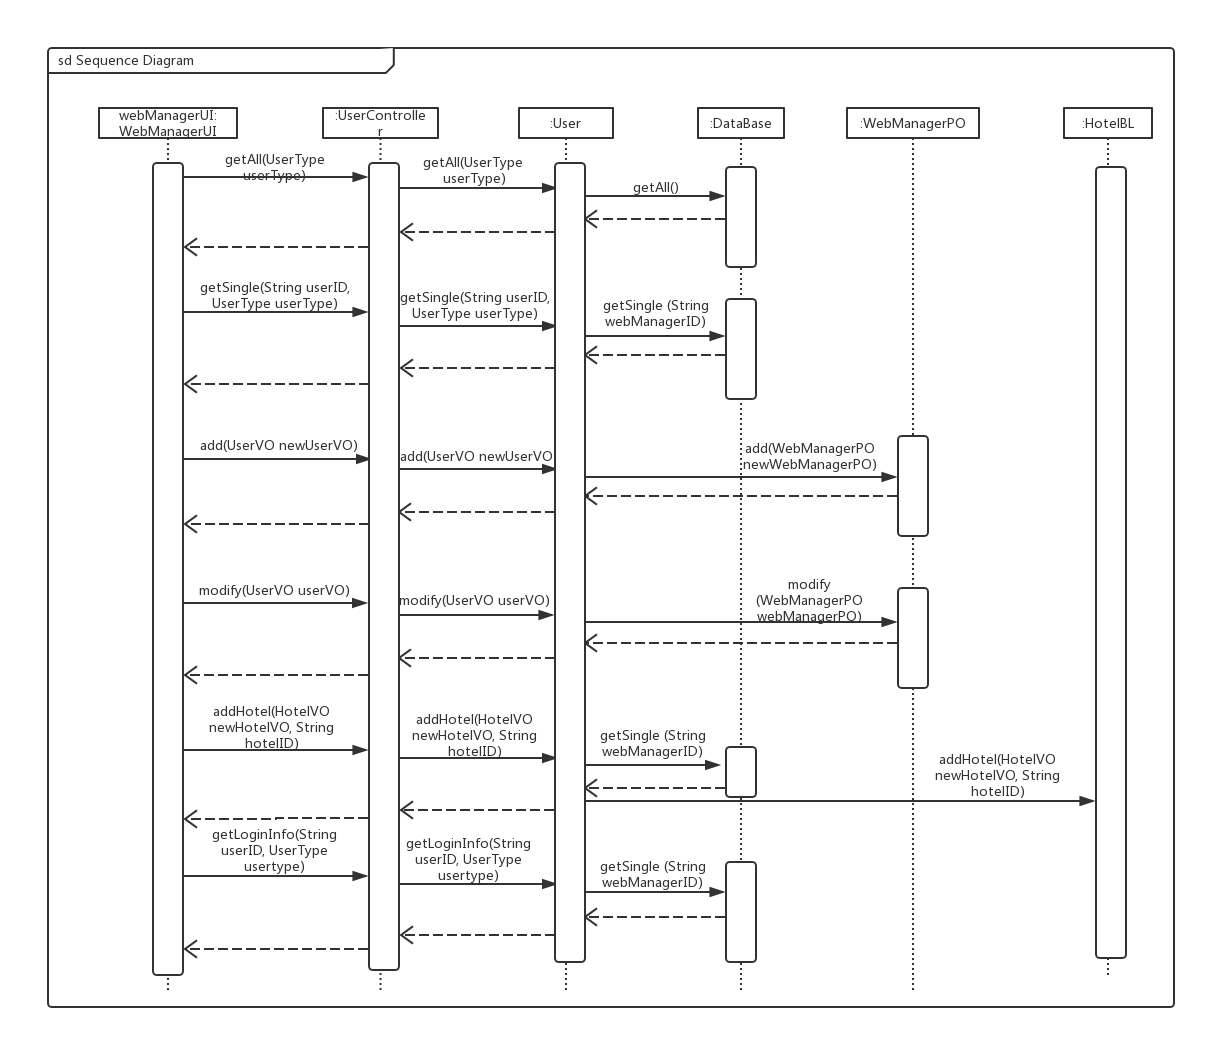 sd Sequence Diagram
webManagerUI:
WebManagerUI
:UserControlle
r
:User
:DataBase
:WebManagerPO
:HotelBL
getAll(UserType
userType)
getAll(UserType
userType)
getAll()
getSingle(String userID,
UserType userType)
getSingle(String userID,
UserType userType)
getSingle (String
webManagerID)
add(UserVO newUserVO)
add(UserVO newUserVO
add(WebManagerPO
newWebManagerPO)
modify(UserVO userVO)
modify(UserVO userVO)
modify
(WebManagerPO
webManagerPO)
addHotel(HotelVO
newHotelVO, String
hotelID)
addHotel(HotelVO
newHotelVO, String
hotelID)
getSingle (String
webManagerID)
addHotel(HotelVO
newHotelVO, String
hotelID)
getLoginInfo(String
userID, UserType
usertype)
getLoginInfo(String
userID, UserType
usertype)
getSingle (String
webManagerID)